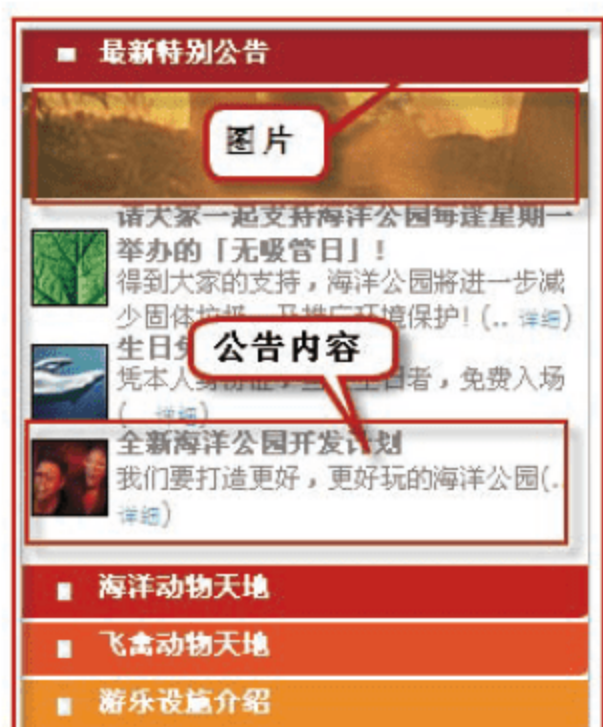 最新特别公告
图片
请大家一起支持海洋公园每逢星期一
举办的「无吸管日」!
得到大家的支持，海洋公园将进一步减
少固体垃圾，及推广环境保护! (.. 详细)
生日免
公告内容
凭本人身份证，生日者，免费入场
(.. 详细)
全新海洋公园开发计划
我们要打造更好，更好玩的海洋公园(..
详细)
海洋动物天地
飞禽动物天地
游乐设施介绍